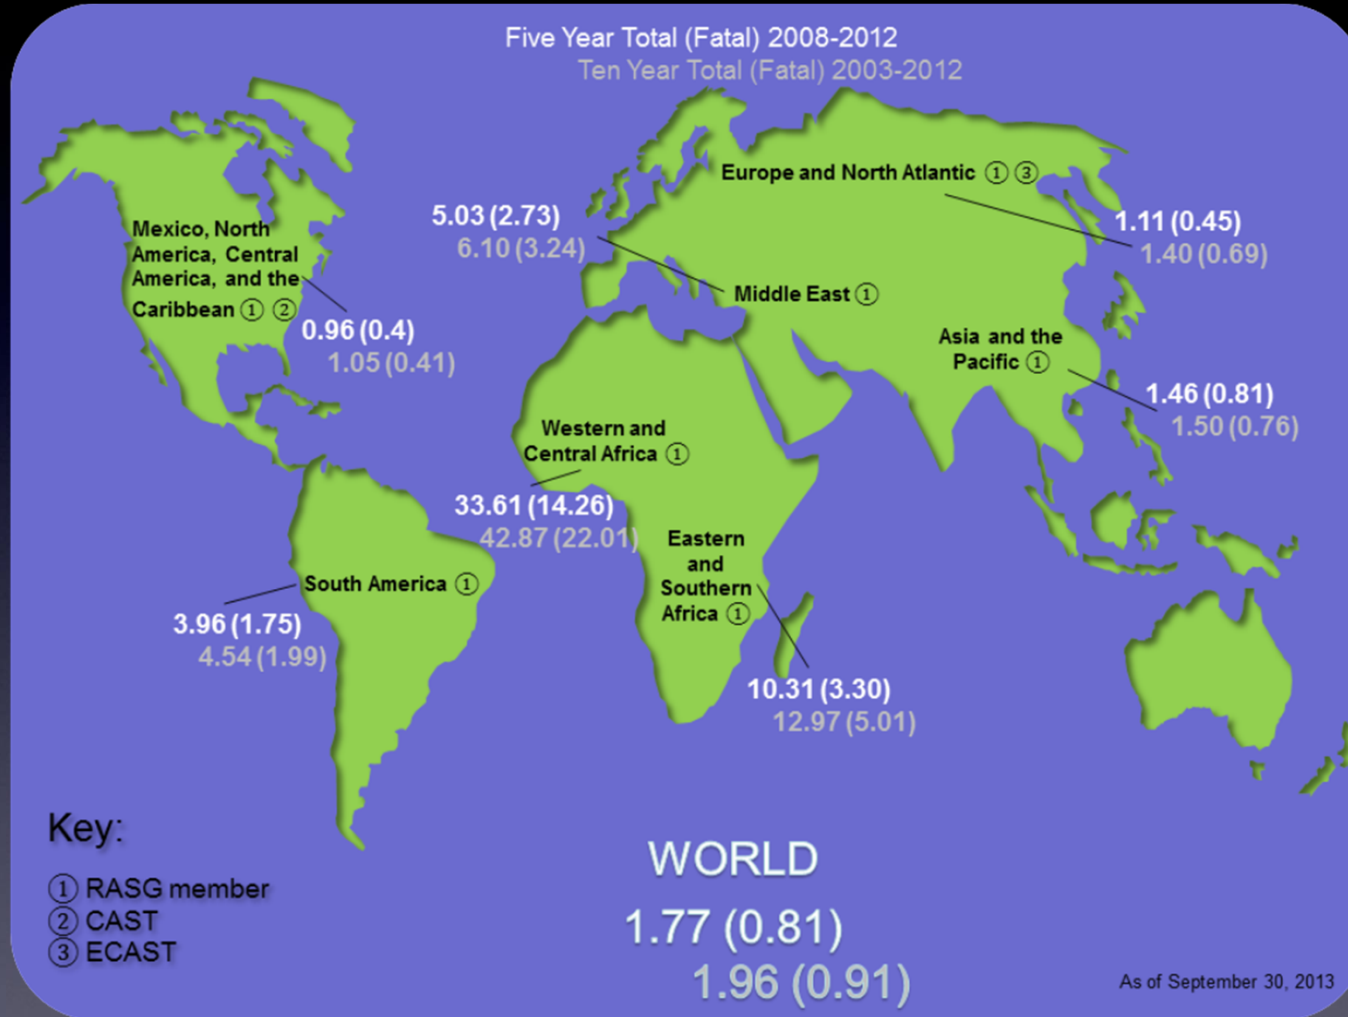 Five Year Total (Fatal) 2008-2012
Ten Year Total (Fatal) 2003-2012
Europe and North Atlantic ① ③
1.11 (0.45)
1.40 (0.69)
5.03 (2.73)
6.10 (3.24)
Mexico, North
America, Central
America, and the
Caribbean ① ②
0.96 (0.4)
1.05 (0.41)
Middle East ①
Asia and the
Pacific ①
1.46 (0.81)
1.50 (0.76)
Western and
Central Africa ①
33.61 (14.26)
42.87 (22.01)
Eastern
and
Southern
Africa ①
10.31 (3.30)
12.97 (5.01)
South America ①
3.96 (1.75)
4.54 (1.99)
Key:
① RASG member
② CAST
③ ECAST
WORLD
1.77 (0.81)
1.96 (0.91)
As of September 30, 2013